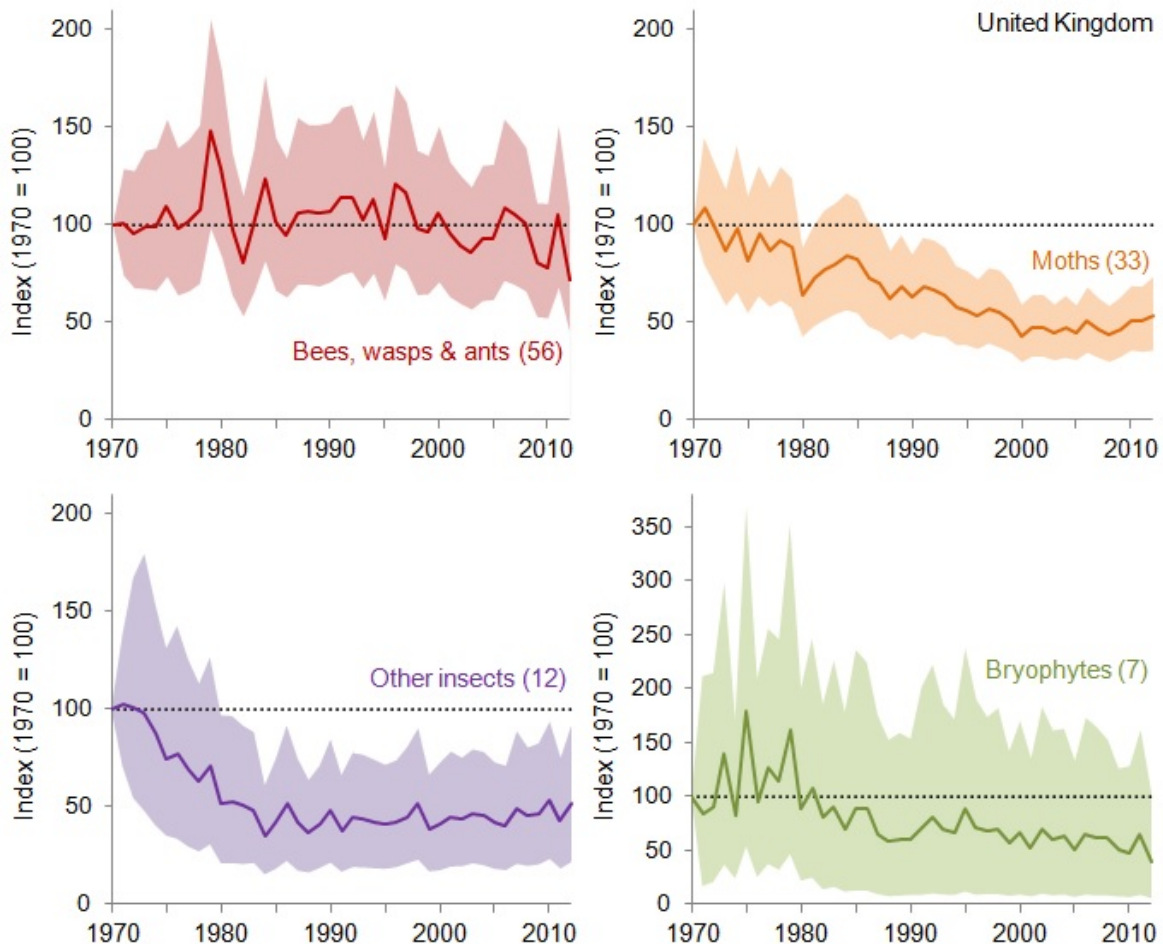 United Kingdom
Index (1970 = 100)
200
150
100
50
0
Bees, wasps & ants (56)
1970 1980 1990 2000 2010
Index (1970 = 100)
200
150
100
50
0
Moths (33)
1970 1980 1990 2000 2010
Index (1970 = 100)
200
150
100
50
0
Other insects (12)
1970 1980 1990 2000 2010
Index (1970 = 100)
350
300
250
200
150
100
50
0
Bryophytes (7)
1970 1980 1990 2000 2010